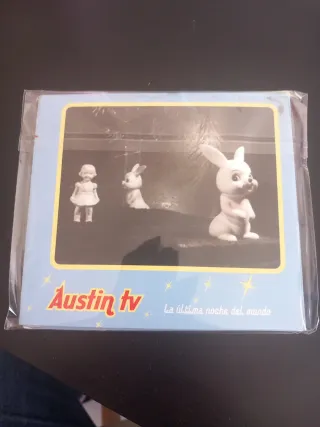 Austin tv
La última noche del mundo